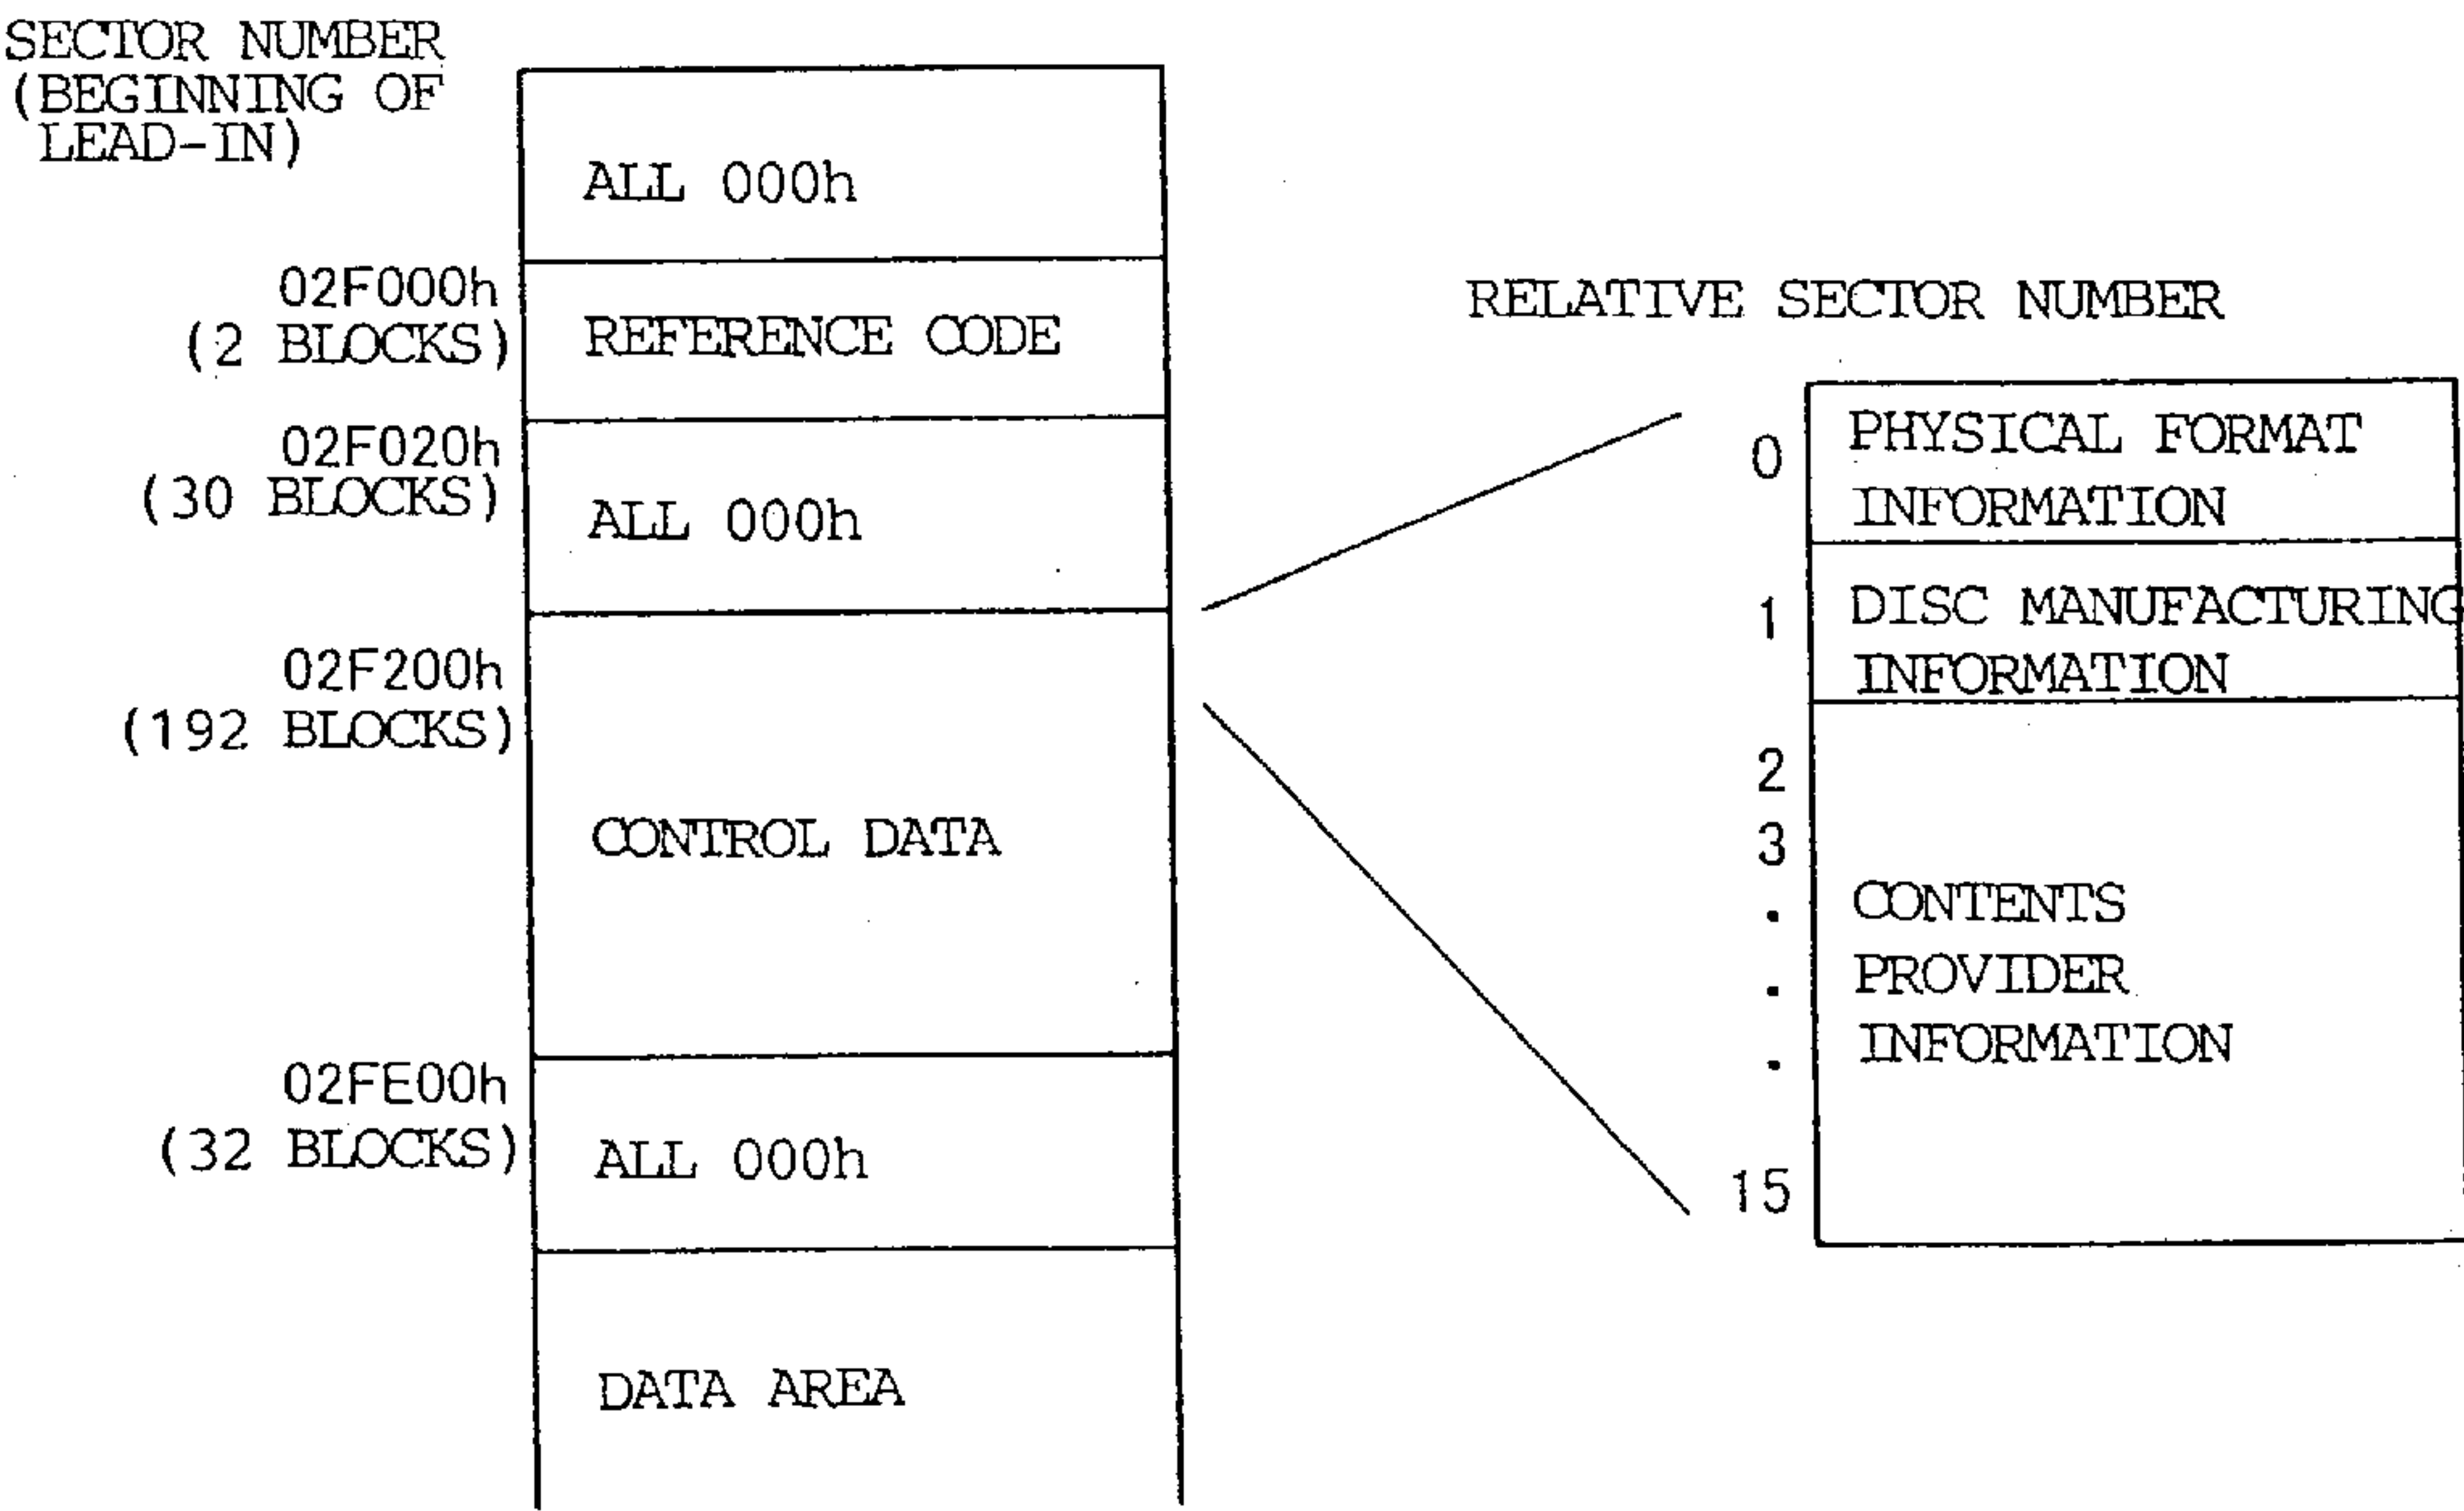 SECTOR NUMBER
(BEGINNING OF
LEAD-IN)
ALL 000h
02F000h
(2 BLOCKS)
REFERENCE CODE
02F020h
(30 BLOCKS)
ALL 000h
02F200h
(192 BLOCKS)
CONTROL DATA
02FE00h
(32 BLOCKS)
ALL 000h
DATA AREA
RELATIVE SECTOR NUMBER
0
PHYSICAL FORMAT
INFORMATION
1
DISC MANUFACTURING
INFORMATION
2
3
.
.
.
15
CONTENTS
PROVIDER
INFORMATION